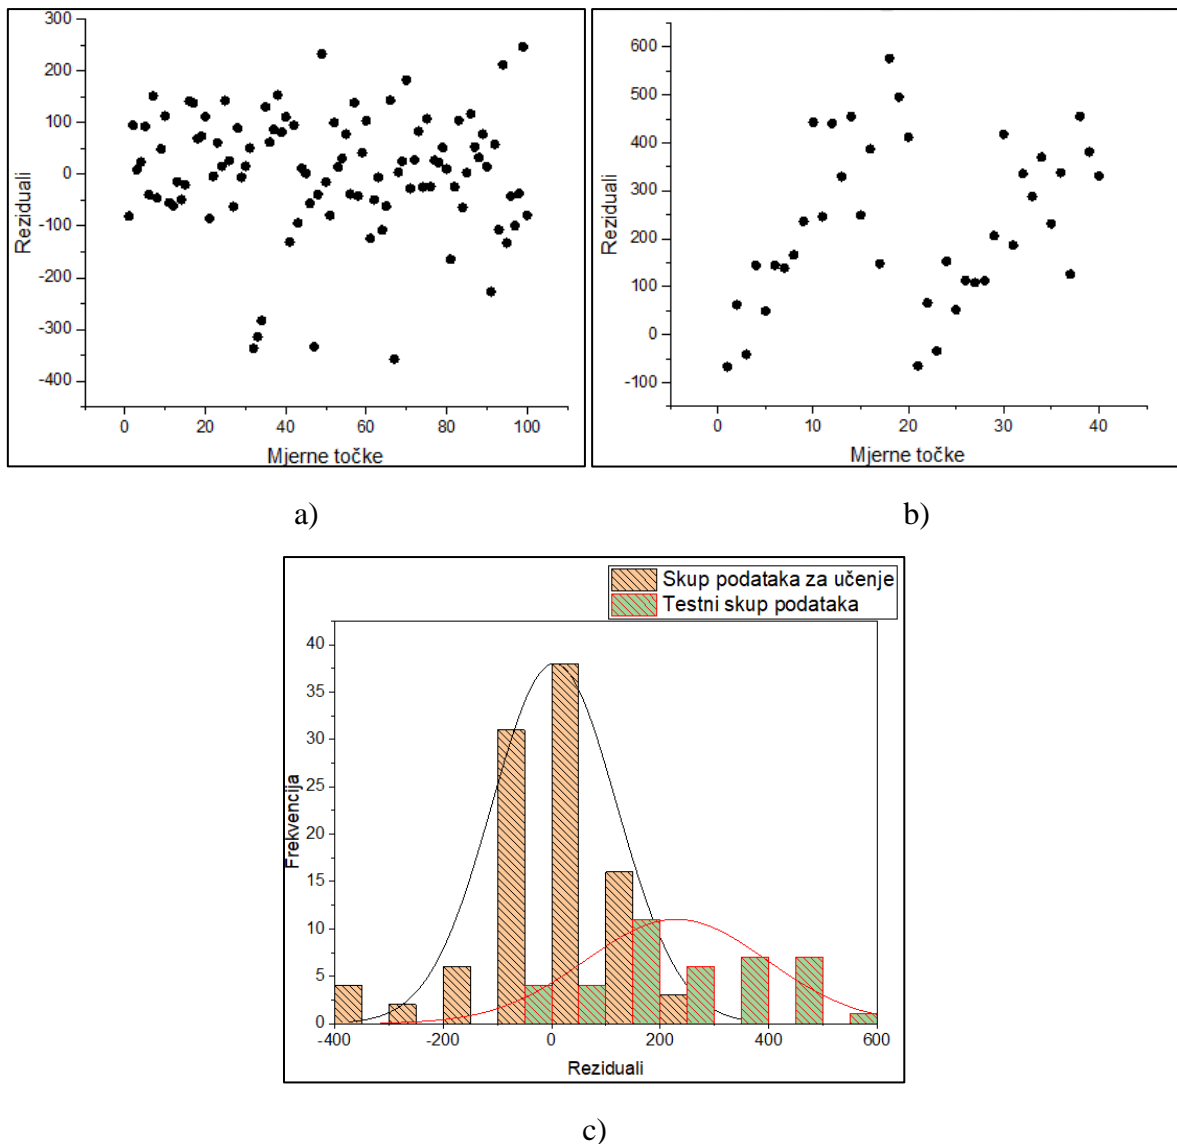 300
200
100
0
-100
-200
-300
-400
Reziduali
0 20 40 60 80 100
Mjerne točke
600
500
400
300
200
100
0
-100
Reziduali
0 10 20 30 40
Mjerne točke
a)
b)
Skup podataka za učenje
Testni skup podataka
40
35
30
25
20
15
10
5
0
Frekvencija
-400 -200 0 200 400 600
Reziduali
c)